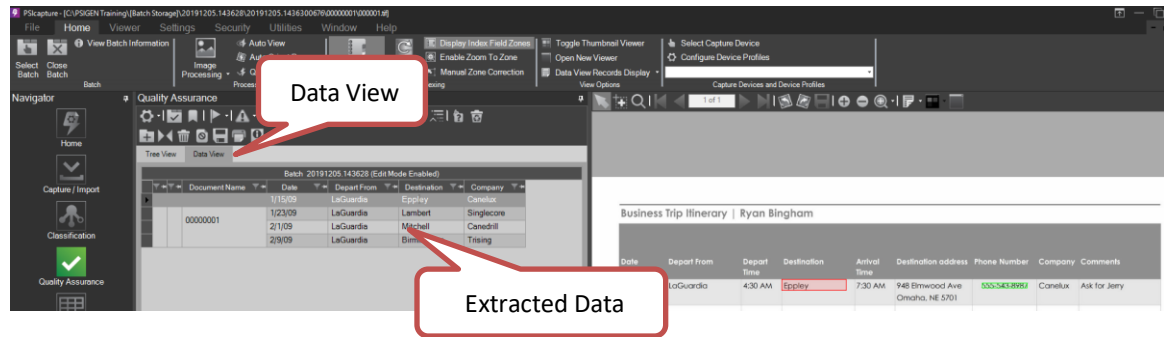 PSIcapture - [C:\PSIGEN Training\[Batch Storage]\20191205.143628\20191205.1436300676\00000001\000001.tif]
File Home Viewer Settings Security Utilities Window Help
View Batch Information
Select Batch
Close Batch
Batch
Auto View
Image Processing
Display Index Field Zones
Enable Zoom To Zone
Manual Zone Correction
Toggle Thumbnail Viewer
Open New Viewer
Data View Records Display
View Options
Select Capture Device
Configure Device Profiles
Capture Devices and Device Profiles
Data View
Navigator
Home
Capture / Import
Classification
Quality Assurance
Quality Assurance
Tree View Data View
Batch 20191205.143628 (Edit Mode Enabled)
Document Name Date Depart From Destination Company
1/15/09 LaGuardia Eppley Canelux
00000001
1/23/09 LaGuardia Lambert Singlecore
2/1/09 LaGuardia Mitchell Canedrill
2/9/09 LaGuardia Trising
Extracted Data
1 of 1
Business Trip Itinerary | Ryan Bingham
Date Depart From Depart Time Destination Arrival Time Destination address Phone Number Company Comments
LaGuardia 4:30 AM Eppley 7:30 AM 948 Elmwood Ave 555-543-8987 Canelux Ask for Jerry
Omaha, NE 5701